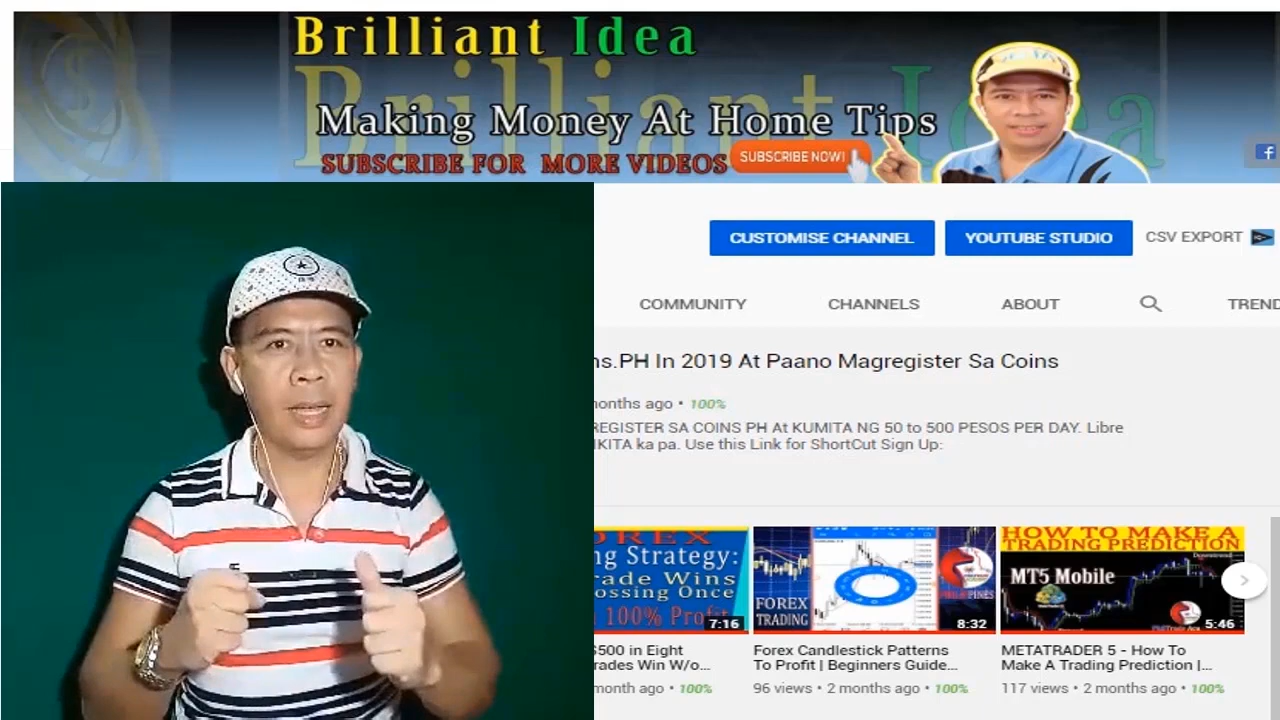 Brilliant Idea
Making Money At Home Tips
SUBSCRIBE FOR MORE VIDEOS
SUBSCRIBE NOW!
CUSTOMISE CHANNEL
YOUTUBE STUDIO
CSV EXPORT
COMMUNITY
CHANNELS
ABOUT
TREND
ns.PH In 2019 At Paano Magregister Sa Coins
months ago • 100%
REGISTER SA COINS PH At KUMITA NG 50 to 500 PESOS PER DAY. Libre
IKITA ka pa. Use this Link for ShortCut Sign Up:
OREX
ng Strategy:
rade Wins
ossing Once
100% Prof
7:16
FOREX
TRADING
8:32
HOW TO MAKE A
TRADING PREDICTION
Downtrend
MT5 Mobile
5:46
$500 in Eight
rades Win W/o...
month ago • 100%
Forex Candlestick Patterns
To Profit | Beginners Guide...
96 views • 2 months ago • 100%
METATRADER 5 - How To
Make A Trading Prediction |...
117 views • 2 months ago • 100%